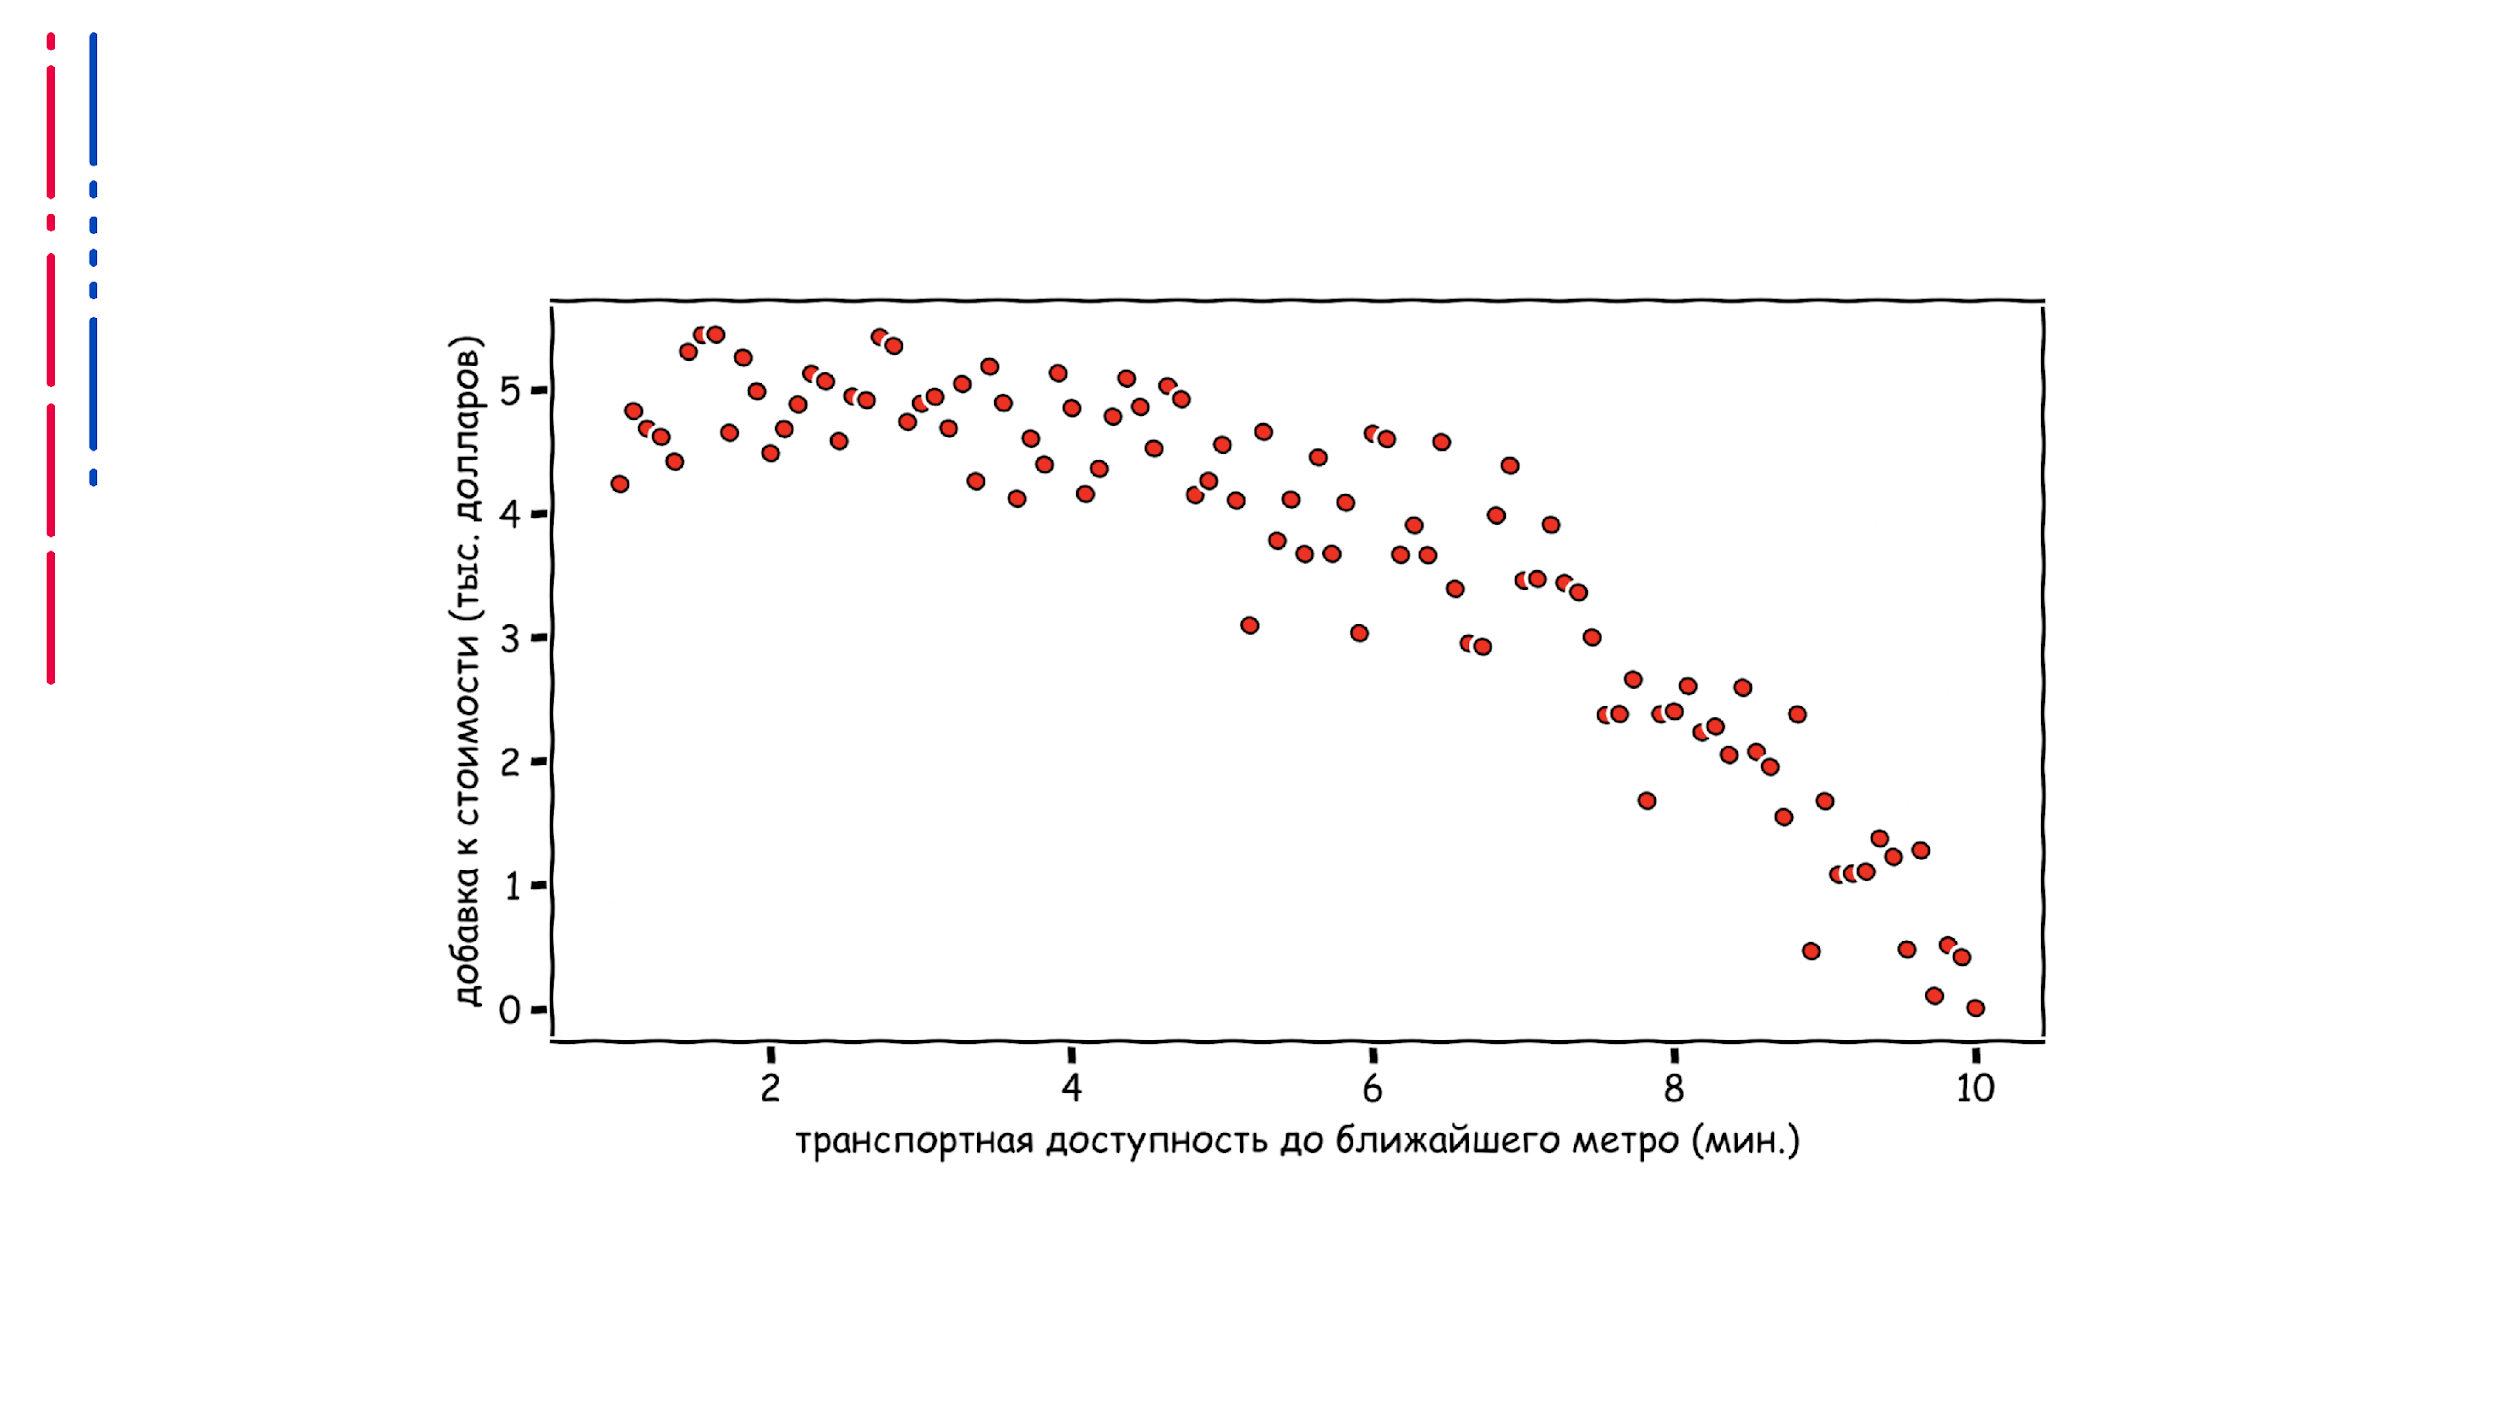 добавка к стоимости (тыс. долларов)
5
4
3
2
1
0
2 4 6 8 10
транспортная доступность до ближайшего метро (мин.)